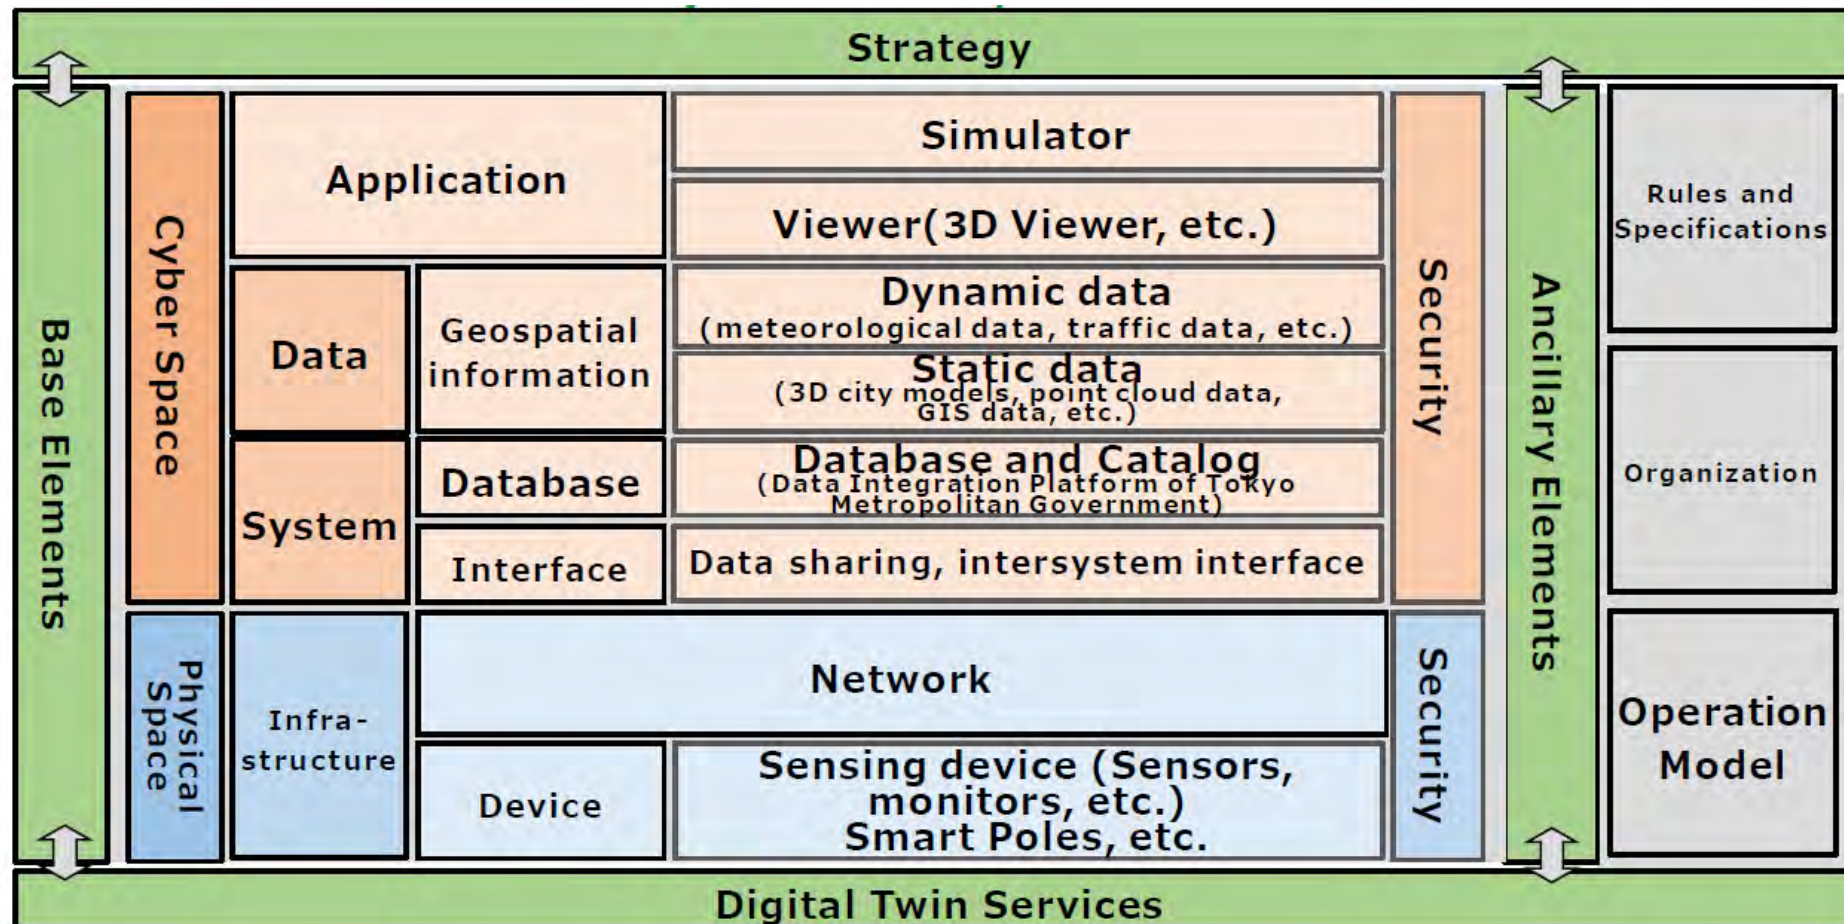 Strategy
Base Elements
Cyber Space
Application
Simulator
Viewer(3D Viewer, etc.)
Data
Geospatial
information
Dynamic data
(meteorological data, traffic data, etc.)
Static data
(3D city models, point cloud data,
GIS data, etc.)
System
Database
Database and Catalog
(Data Integration Platform of Tokyo
Metropolitan Government)
Interface
Data sharing, intersystem interface
Security
Physical
Space
Infra-
structure
Network
Device
Sensing device (Sensors,
monitors, etc.)
Smart Poles, etc.
Security
Ancillary Elements
Rules and
Specifications
Organization
Operation
Model
Digital Twin Services